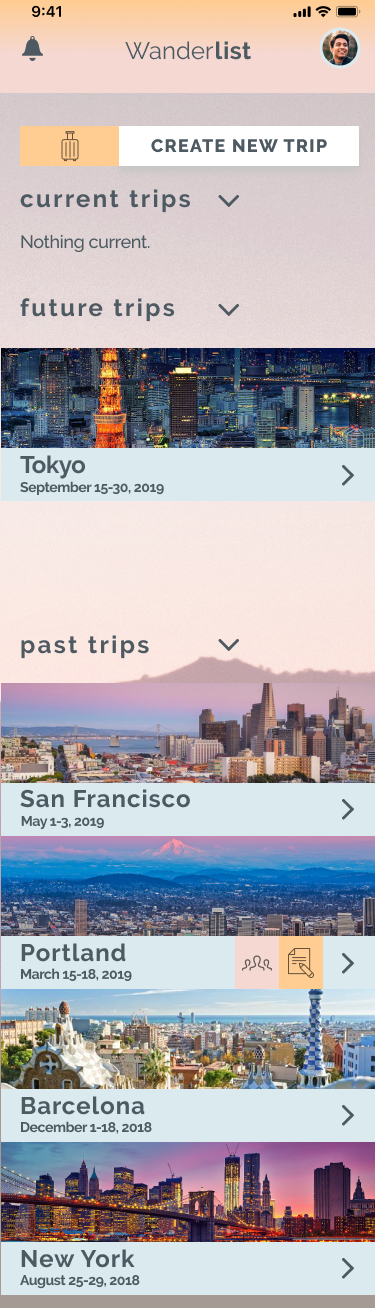 9:41
Wanderlist
CREATE NEW TRIP
current trips
Nothing current.
future trips
Tokyo
September 15-30, 2019
past trips
San Francisco
May 1-3, 2019
Portland
March 15-18, 2019
Barcelona
December 1-18, 2018
New York
August 25-29, 2018